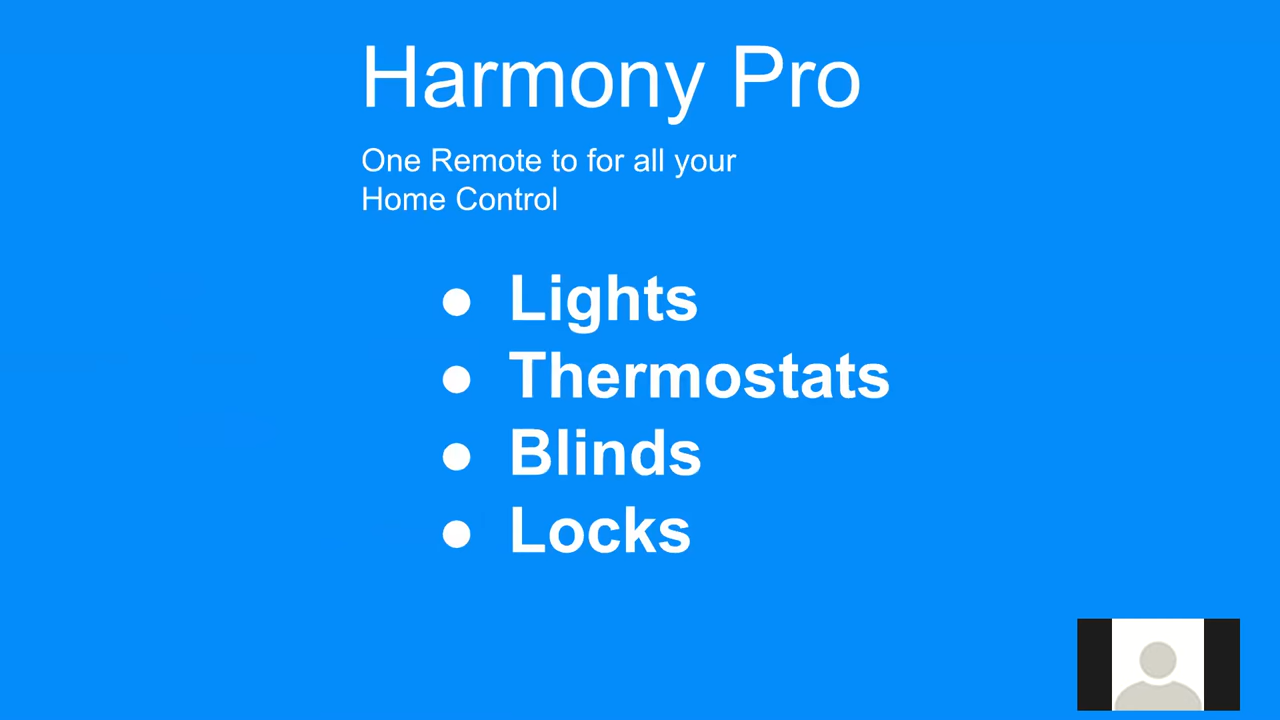 Harmony Pro
One Remote to for all your
Home Control
● Lights
● Thermostats
● Blinds
● Locks